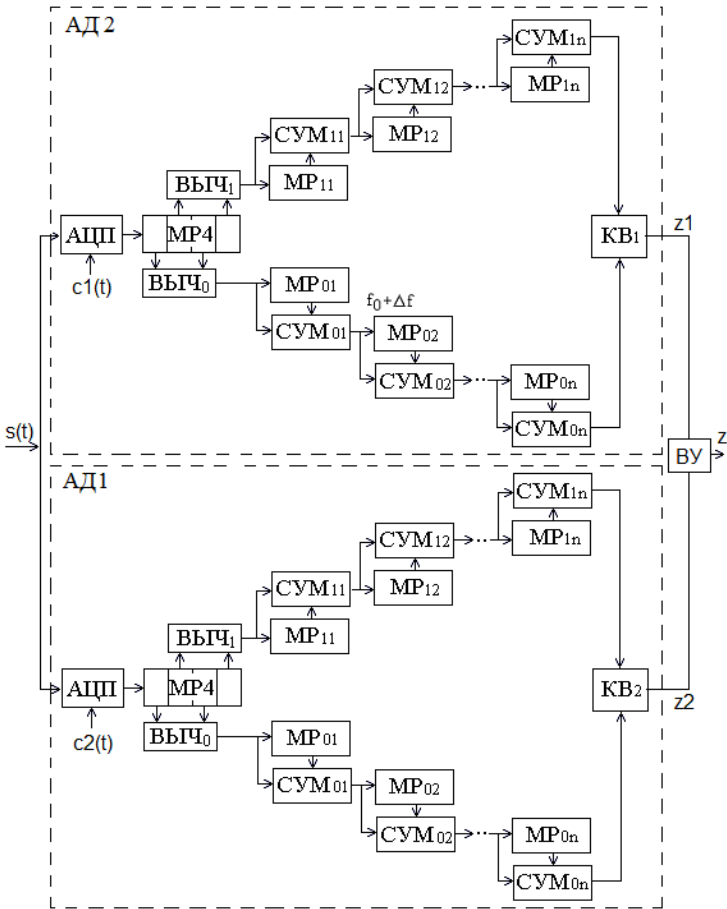 АД 2
СУМ1n
МР1n
СУМ12
МР12
СУМ11
МР11
ВЫЧ1
АЦП
МР4
c1(t)
ВЫЧ0
МР01
СУМ01
f0+Δf
МР02
СУМ02
МР0n
СУМ0n
КВ1
z1
s(t)
ВУ
z
АД1
СУМ1n
МР1n
СУМ12
МР12
СУМ11
МР11
ВЫЧ1
АЦП
МР4
c2(t)
ВЫЧ0
МР01
СУМ01
МР02
СУМ02
МР0n
СУМ0n
КВ2
z2